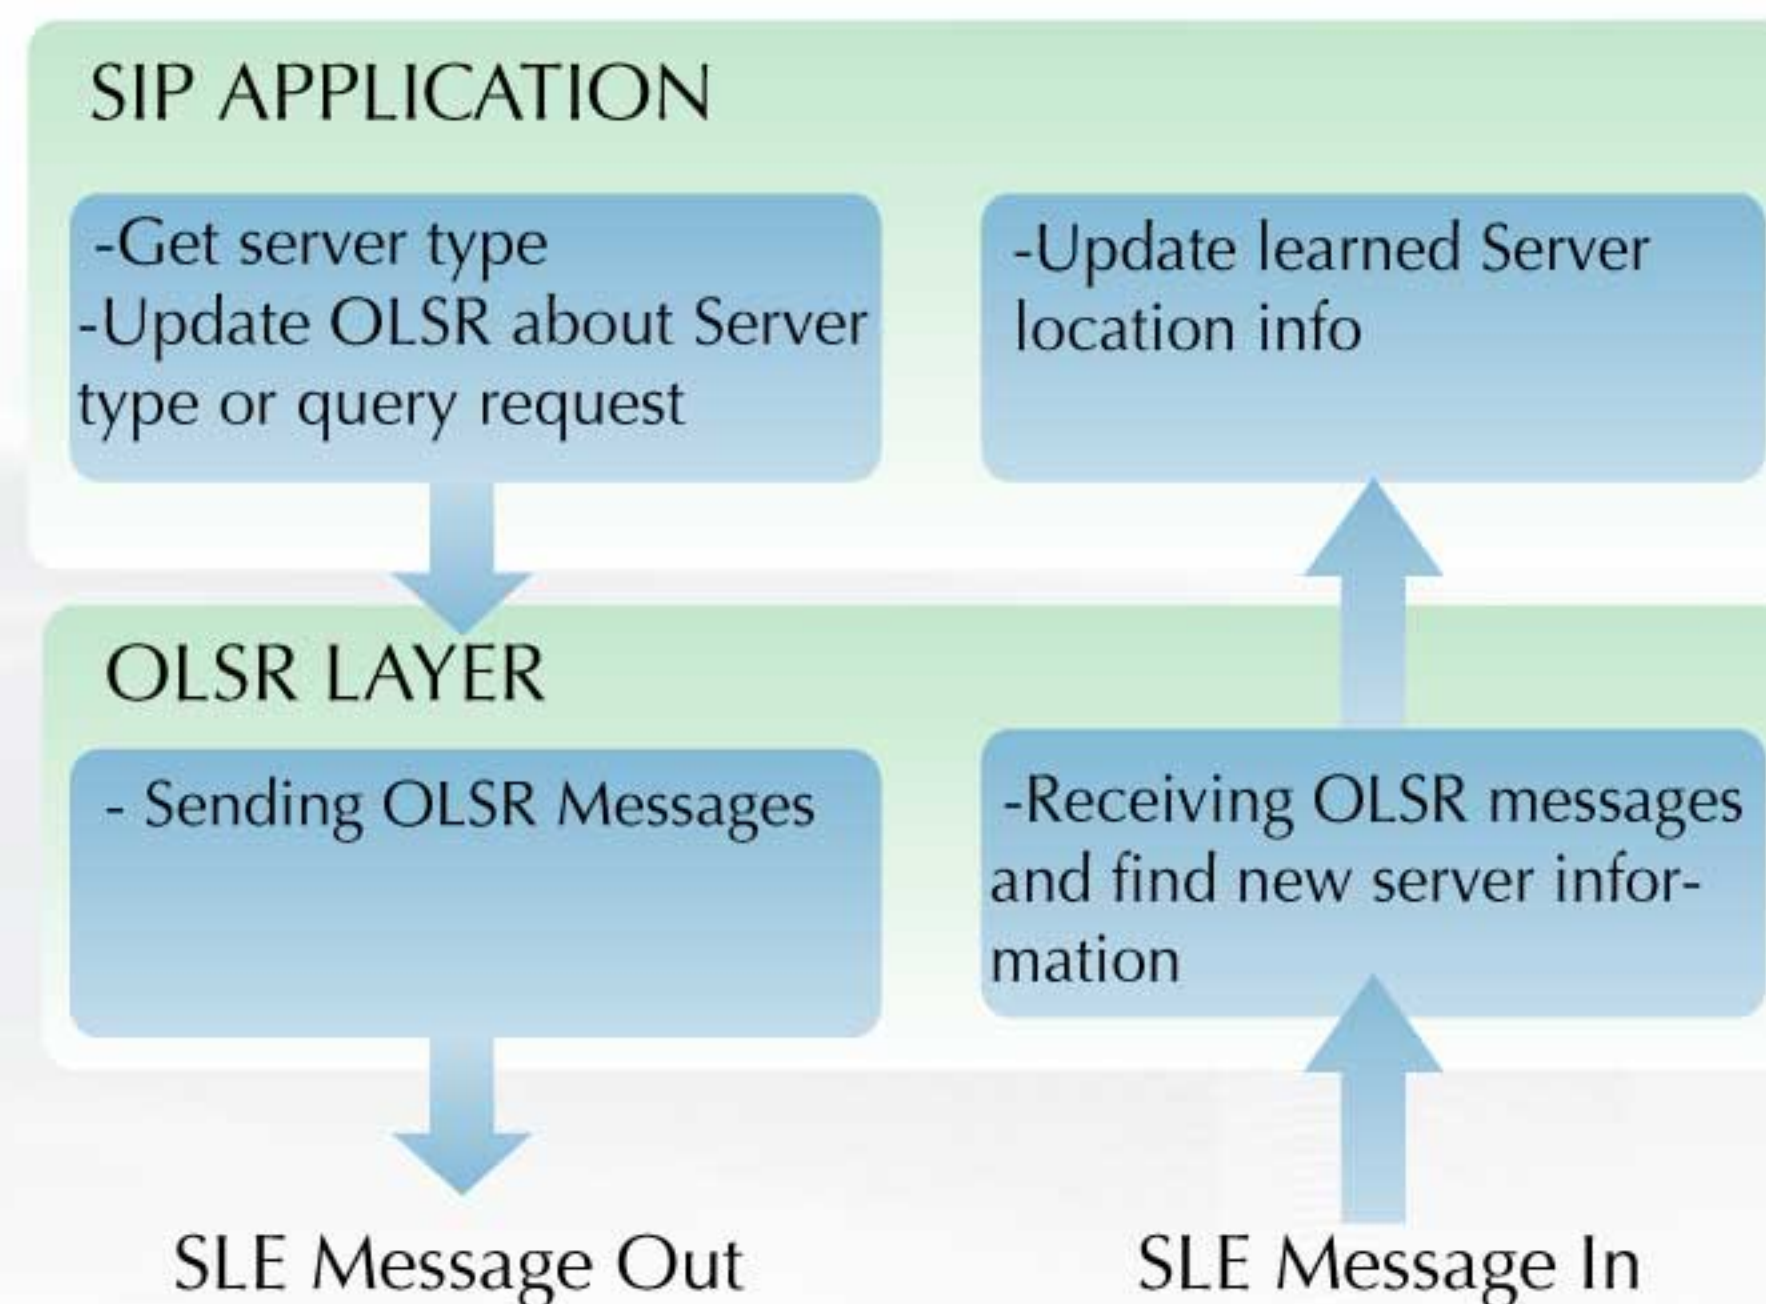 SIP APPLICATION
-Get server type
-Update OLSR about Server
type or query request
-Update learned Server
location info
OLSR LAYER
- Sending OLSR Messages
-Receiving OLSR messages
and find new server infor-
mation
SLE Message Out
SLE Message In